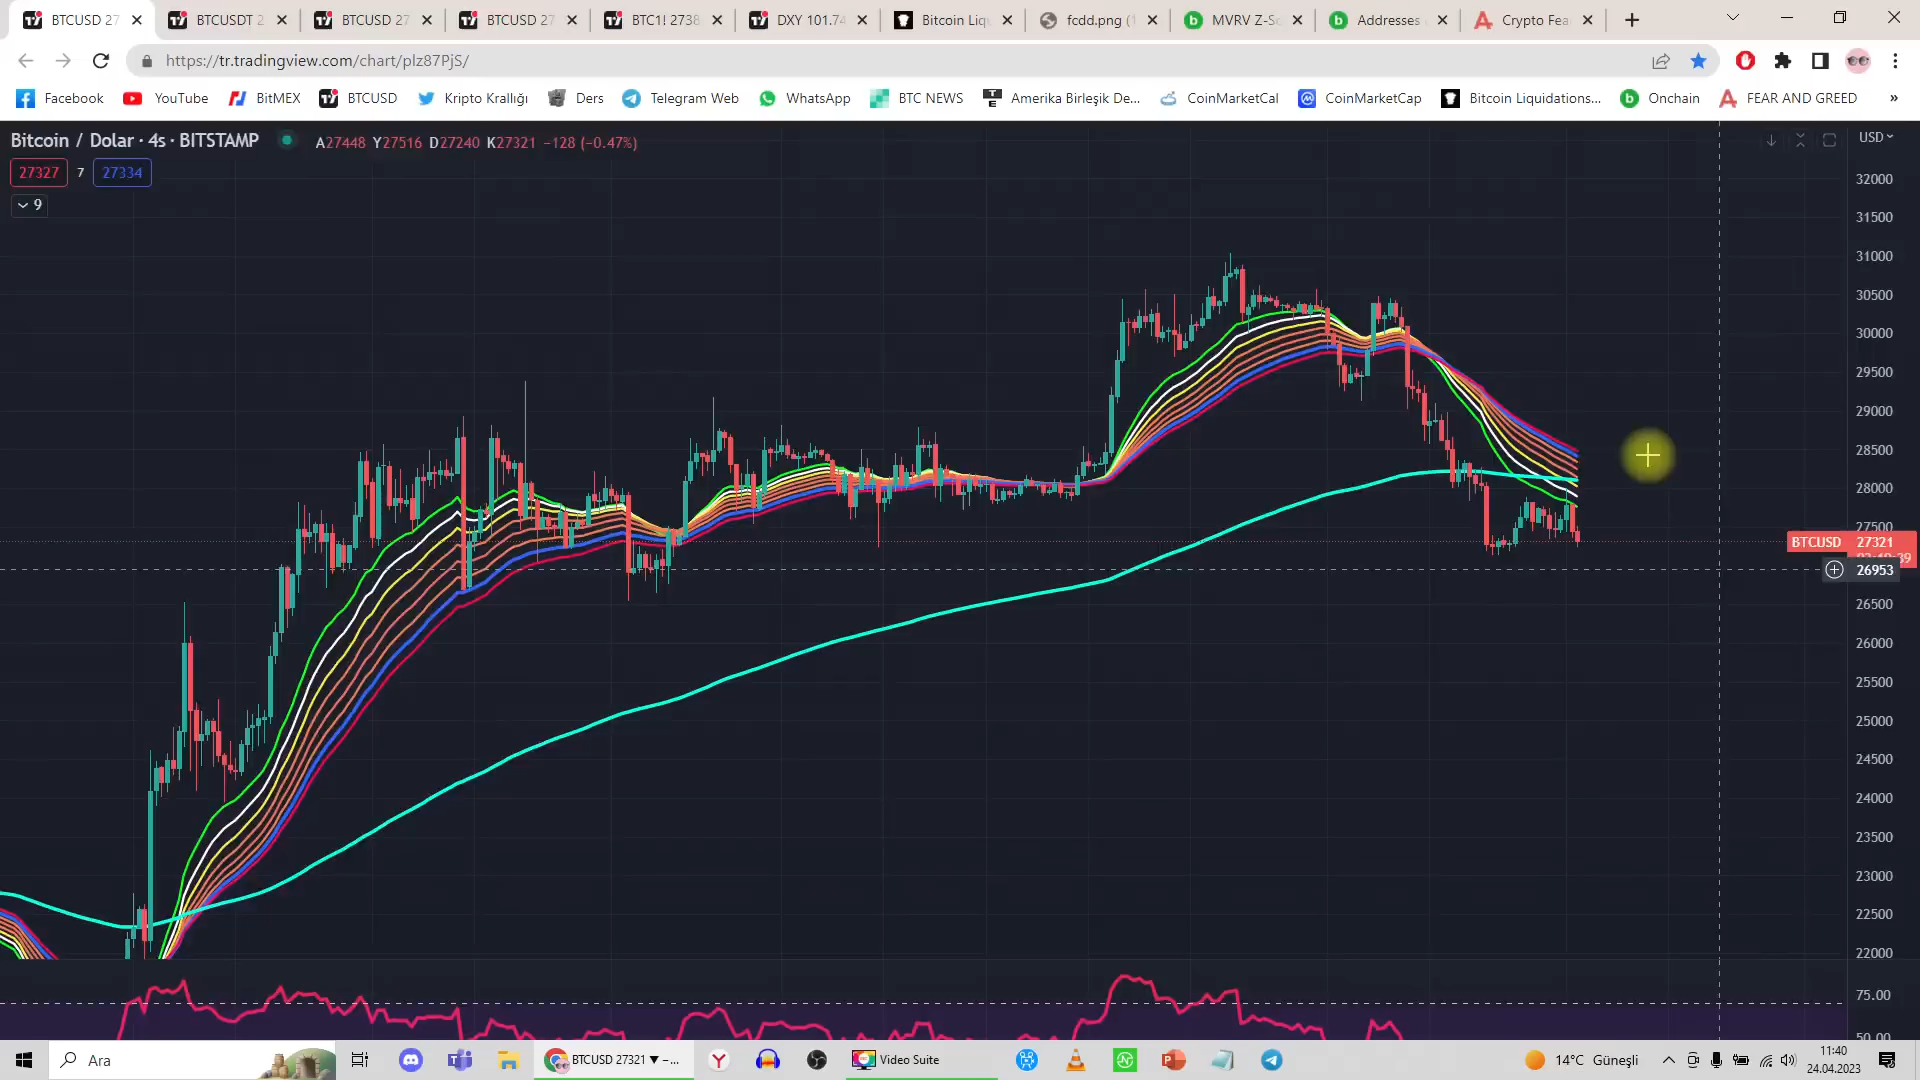 BTCUSD 27
BTCUSDT 2
BTCUSD 27
BTCUSD 27
BTC1! 2738
DXY 101.74
Bitcoin Liq
fcdd.png (1
MVRV Z-Se
Addresses
Crypto Fea
https://tr.tradingview.com/chart/plz87PjS/
Facebook
YouTube
BitMEX
BTCUSD
Kripto Krallığı
Ders
Telegram Web
WhatsApp
BTC NEWS
Amerika Birleşik De...
CoinMarketCal
CoinMarketCap
Bitcoin Liquidations...
Onchain
FEAR AND GREED
»
Bitcoin / Dolar · 4s · BITSTAMP
A27448 Y27516 D27240 K27321 −128 (−0.47%)
USD
27327 7 27334
9
32000
31500
31000
30500
30000
29500
29000
28500
28000
27500
BTCUSD 27321
26953
26500
26000
25500
25000
24500
24000
23500
23000
22500
22000
75.00
50.00
Ara
BTCUSD 27321 ▼ –...
Video Suite
14°C Güneşli
11:40
24.04.2023